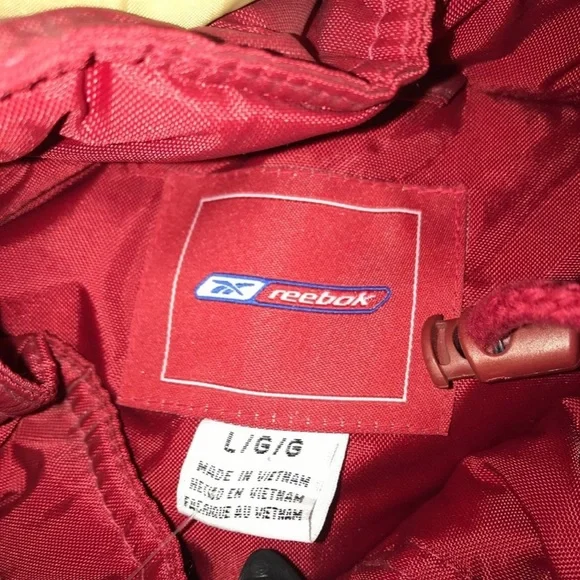 reebok
L/G/G
MADE IN VIETNAM
HECHO EN VIETNAM
FABRIQUE AU VIETNAM